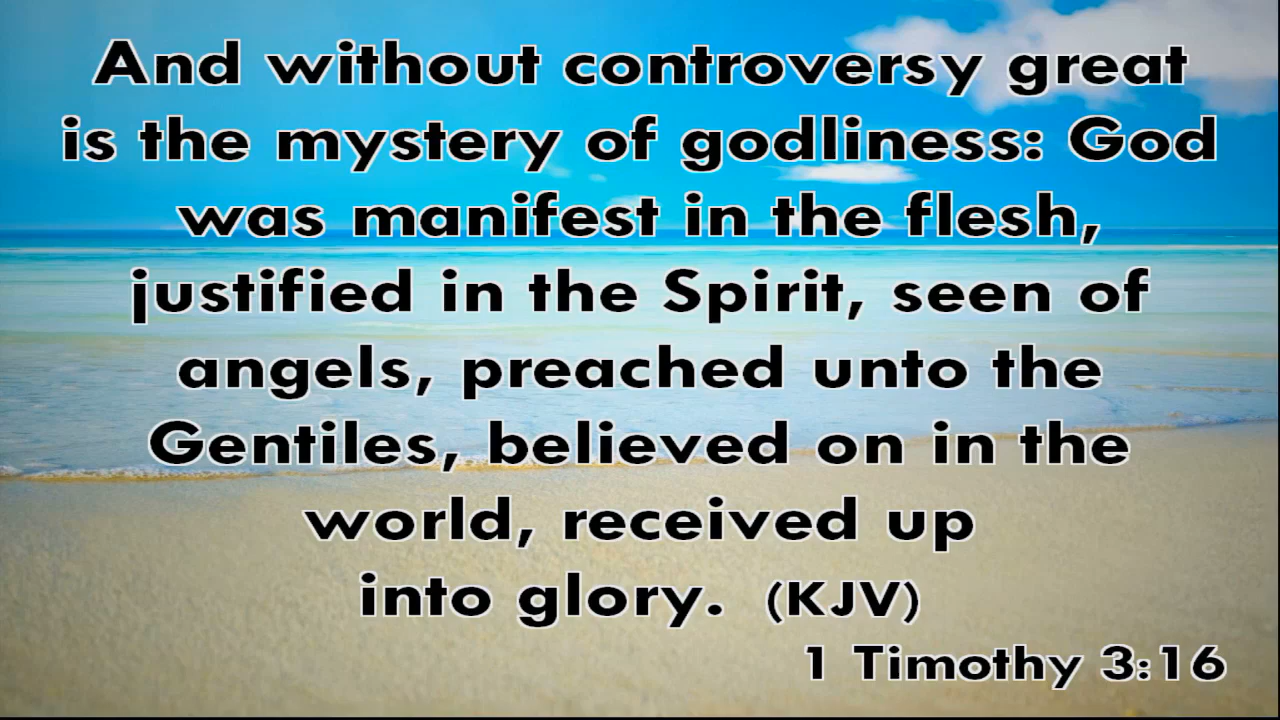 And without controversy great
is the mystery of godliness: God
was manifest in the flesh,
justified in the Spirit, seen of
angels, preached unto the
Gentiles, believed on in the
world, received up
into glory. (KJV)
1 Timothy 3:16